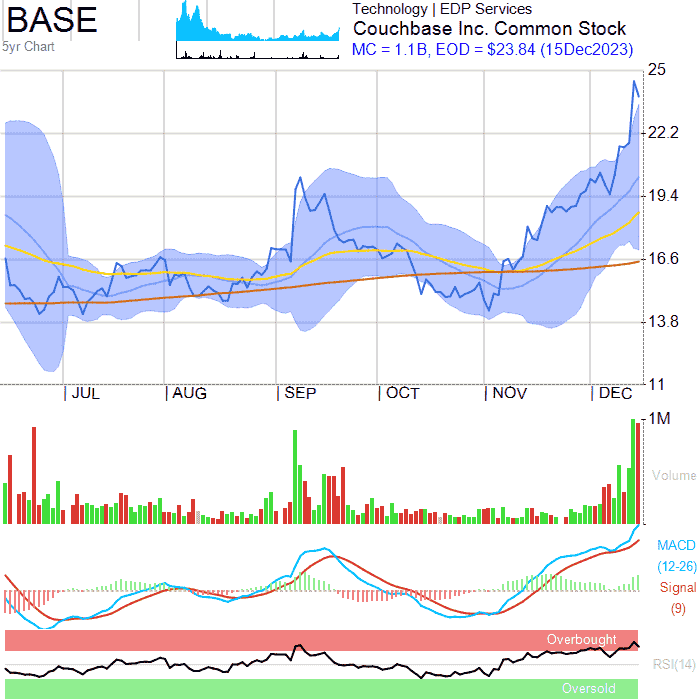 BASE
5yr Chart
Technology | EDP Services
Couchbase Inc. Common Stock
MC = 1.1B, EOD = $23.84 (15Dec2023)
25
22.2
19.4
16.6
13.8
11
| JUL | AUG | SEP | OCT | NOV | DEC
1M
Volume
MACD
(12-26)
Signal
(9)
Overbought
RSI(14)
Oversold